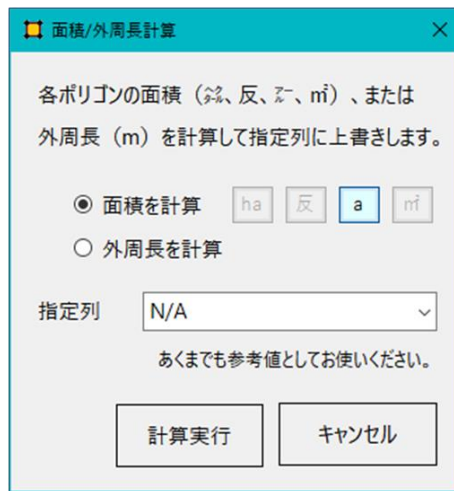 面積/外周長計算
各ポリゴンの面積（㌶、反、㌃、㎡）、または
外周長（m）を計算して指定列に上書きします。
面積を計算 ha 反 a ㎡
外周長を計算
指定列 N/A
あくまでも参考値としてお使いください。
計算実行 キャンセル